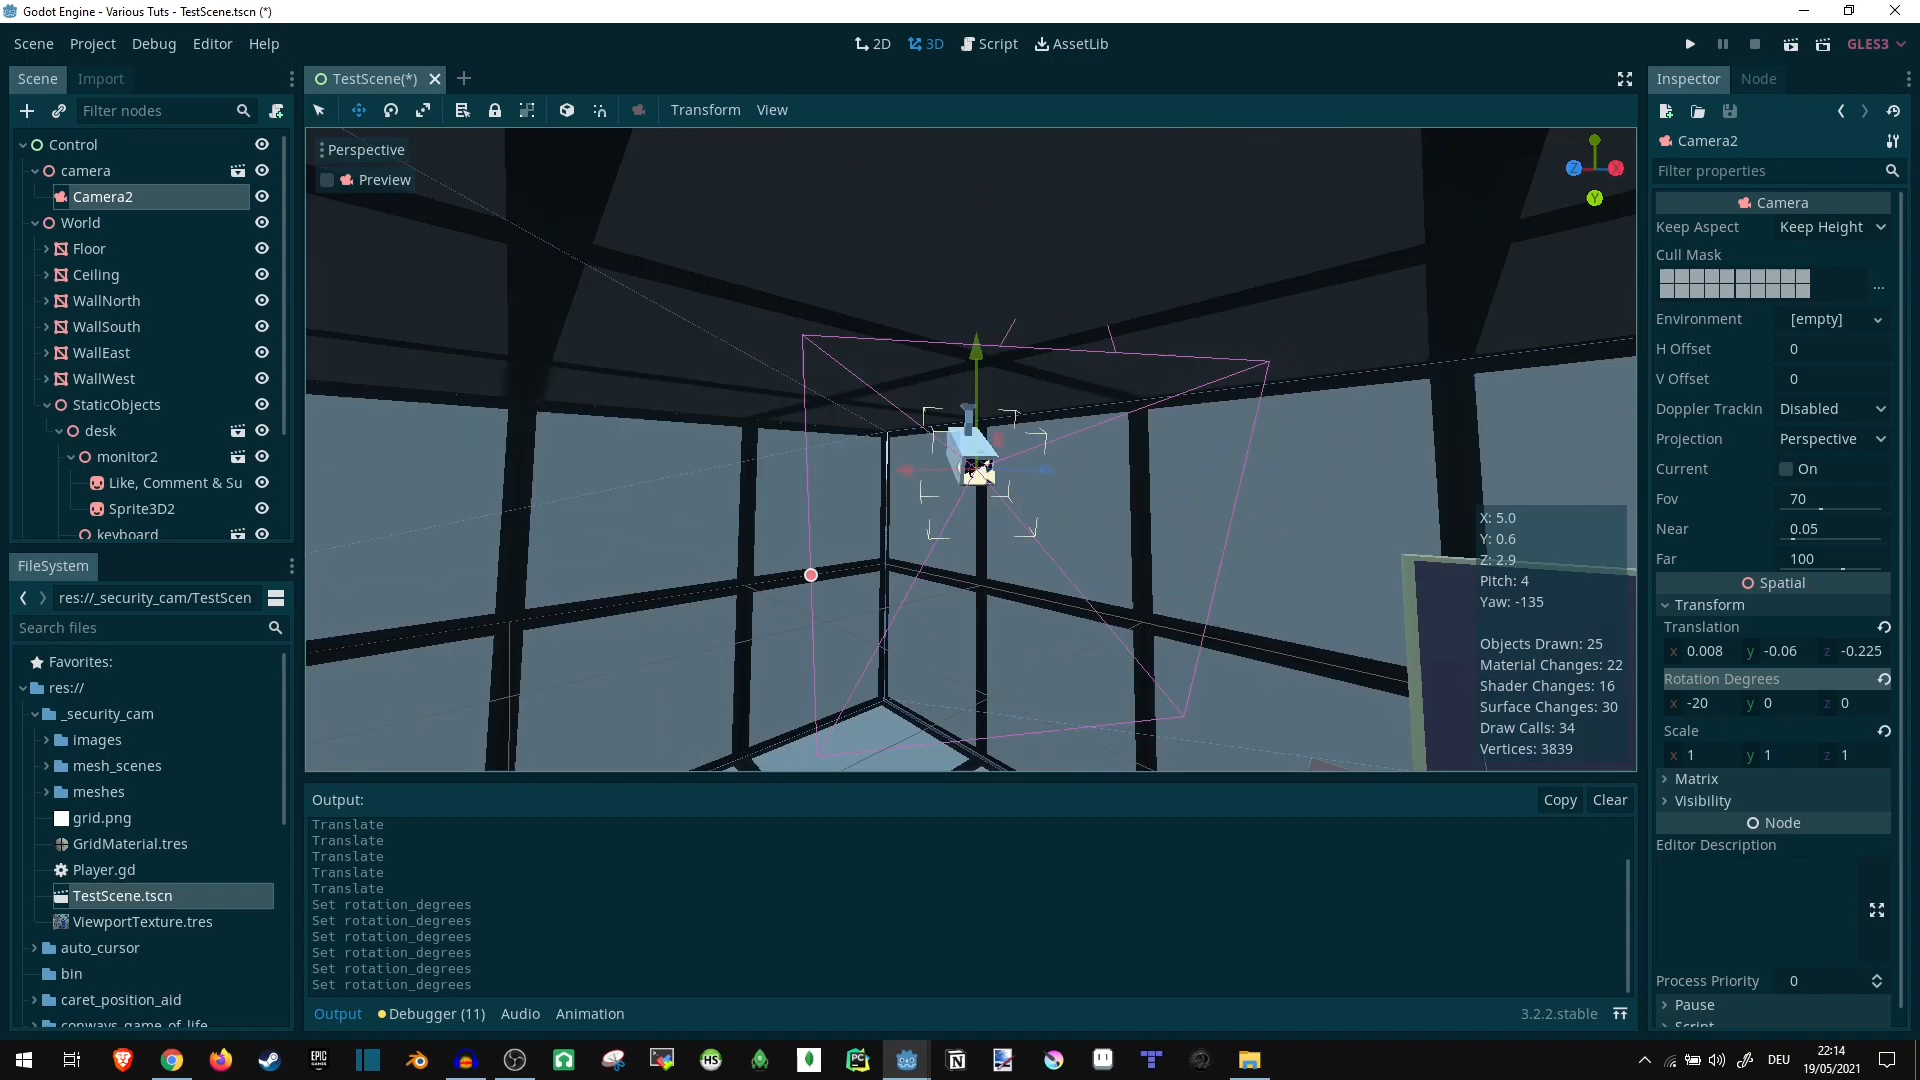 Godot Engine - Various Tuts - TestScene.tscn (*)
Scene Project Debug Editor Help
2D 3D Script AssetLib
GLES3
Scene Import
Filter nodes
Control
camera
Camera2
World
Floor
Ceiling
WallNorth
WallSouth
WallEast
WallWest
StaticObjects
desk
monitor2
Like, Comment & Su
Sprite3D2
keyboard
FileSystem
res://_security_cam/TestScen
Search files
Favorites:
res://
_security_cam
images
mesh_scenes
meshes
grid.png
GridMaterial.tres
Player.gd
TestScene.tscn
ViewportTexture.tres
auto_cursor
bin
caret_position_aid
conways_game_of_life
TestScene(*)
Transform View
Perspective
Preview
Z X
Y
X: 5.0
Y: 0.6
Z: 2.9
Pitch: 4
Yaw: -135
Objects Drawn: 25
Material Changes: 22
Shader Changes: 16
Surface Changes: 30
Draw Calls: 34
Vertices: 3839
Output:
Copy Clear
Translate
Translate
Translate
Translate
Translate
Set rotation_degrees
Set rotation_degrees
Set rotation_degrees
Set rotation_degrees
Set rotation_degrees
Set rotation_degrees
Output Debugger (11) Audio Animation
3.2.2.stable
Inspector Node
Camera2
Filter properties
Camera
Keep Aspect Keep Height
Cull Mask
...
Environment [empty]
H Offset 0
V Offset 0
Doppler Trackin Disabled
Projection Perspective
Current On
Fov 70
Near 0.05
Far 100
Spatial
Transform
Translation
x 0.008 y -0.06 z -0.225
Rotation Degrees
x -20 y 0 z 0
Scale
x 1 y 1 z 1
Matrix
Visibility
Node
Editor Description
Process Priority 0
Pause
Script
EPIC GAMES
HS
PC
N
DEU
22:14
19/05/2021